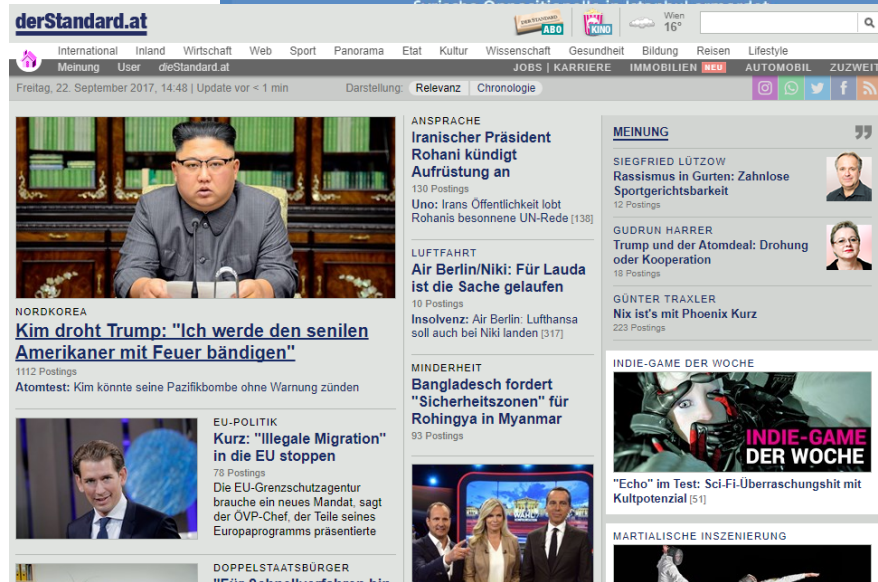 derStandard.at
DER STANDARD
ABO
KINO
Wien
16°
International Inland Wirtschaft Web Sport Panorama Etat Kultur Wissenschaft Gesundheit Bildung Reisen Lifestyle
Meinung User dieStandard.at JOBS | KARRIERE IMMOBILIEN NEU AUTOMOBIL ZUZWEIT
Freitag, 22. September 2017, 14:48 | Update vor < 1 min Darstellung: Relevanz Chronologie
NORDKOREA
Kim droht Trump: "Ich werde den senilen
Amerikaner mit Feuer bändigen"
1112 Postings
Atomtest: Kim könnte seine Pazifikbombe ohne Warnung zünden
EU-POLITIK
Kurz: "Illegale Migration"
in die EU stoppen
78 Postings
Die EU-Grenzschutzagentur
brauche ein neues Mandat, sagt
der ÖVP-Chef, der Teile seines
Europaprogramms präsentierte
DOPPELSTAATSBÜRGER
ANSPRACHE
Iranischer Präsident
Rohani kündigt
Aufrüstung an
130 Postings
Uno: Irans Öffentlichkeit lobt
Rohanis besonnene UN-Rede [138]
LUFTFAHRT
Air Berlin/Niki: Für Lauda
ist die Sache gelaufen
10 Postings
Insolvenz: Air Berlin: Lufthansa
soll auch bei Niki landen [317]
MINDERHEIT
Bangladesch fordert
"Sicherheitszonen" für
Rohingya in Myanmar
93 Postings
WAHL
MEINUNG
SIEGFRIED LÜTZOW
Rassismus in Gurten: Zahnlose
Sportgerichtsbarkeit
12 Postings
GUDRUN HARRER
Trump und der Atomdeal: Drohung
oder Kooperation
18 Postings
GÜNTER TRAXLER
Nix ist's mit Phoenix Kurz
223 Postings
INDIE-GAME DER WOCHE
INDIE-GAME
DER WOCHE
"Echo" im Test: Sci-Fi-Überraschungshit mit
Kultpotenzial [51]
MARTIALISCHE INSZENIERUNG